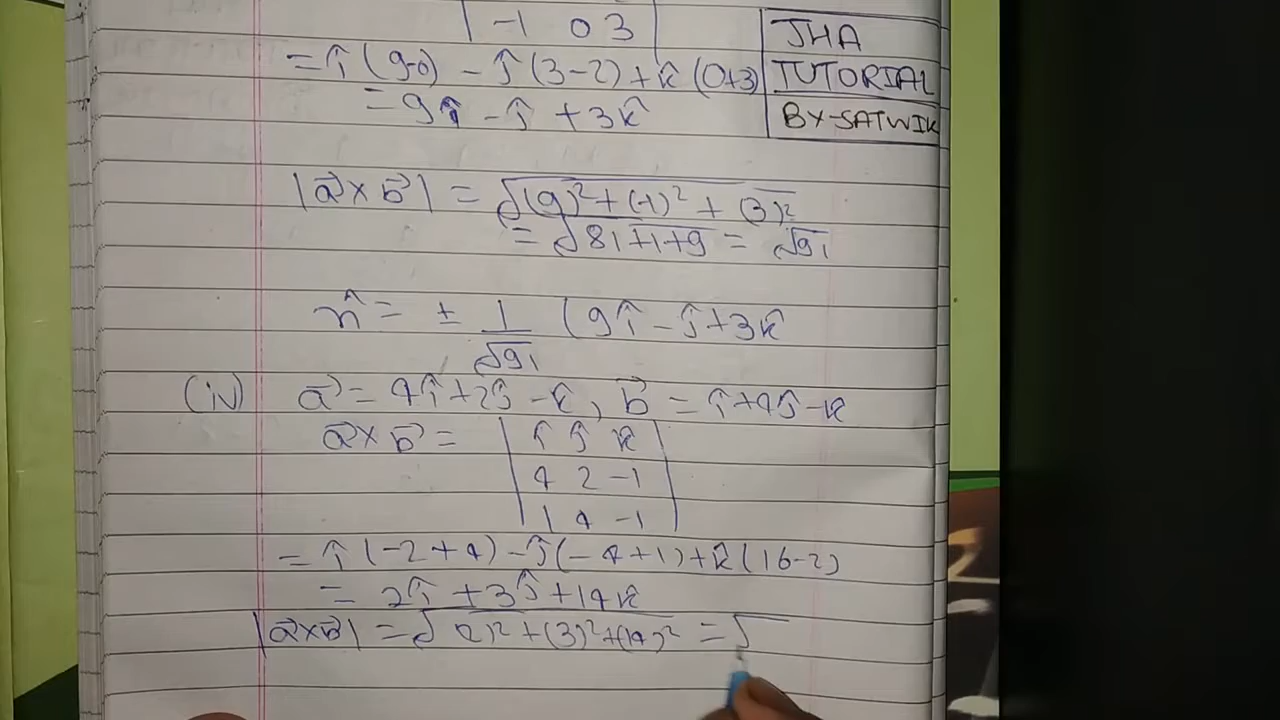 | -1 0 3 |
JHA
TUTORIAL
BY-SATWIK
= î (9-0) - ĵ (3-2) + k̂ (0+3)
= 9î - ĵ + 3k̂
|a⃗ × b⃗| = √(9)² + (-1)² + (3)²
= √81+1+9 = √91
n̂ = ± 1/√91 (9î - ĵ + 3k̂
(iv) a⃗ = 4î + 2ĵ - k̂, b⃗ = î + 4ĵ - k̂
a⃗ × b⃗ = | î ĵ k̂ |
| 4 2 -1 |
| 1 4 -1 |
= î (-2+4) - ĵ (-4+1) + k̂ (16-2)
= 2î + 3ĵ + 14k̂
|a⃗ × b⃗| = √(2)² + (3)² + (14)² = √